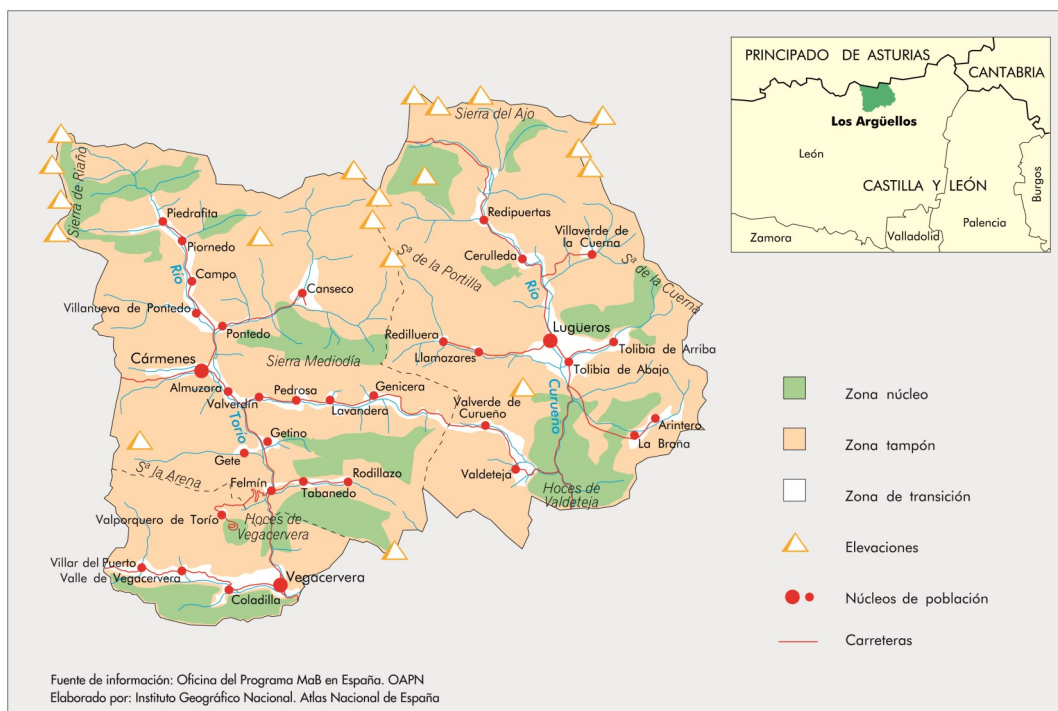 PRINCIPADO DE ASTURIAS
CANTABRIA
Los Argüellos
León
CASTILLA Y LEÓN
Burgos
Palencia
Valladolid
Zamora
Sierra del Ajo
Sierra de Riaño
Piedrafita
Piornedo
Río
Campo
Villanueva de Pontedo
Pontedo
Canseco
Sierra Mediodía
Cármenes
Almuzara
Valverdín
Pedrosa
Lavandera
Genicera
Torío
Getino
Gete
Sª la Arena
Felmín
Tabanedo
Rodillazo
Valporquero de Torío
Hoces de
Vegacervera
Villar del Puerto
Valle de Vegacervera
Coladilla
Vegacervera
Redipuertas
Villaverde de
la Cuerna
Cerulleda
Sª de la Portilla
Río
Sª de la Cuerna
Lugüeros
Redilluera
Llamazares
Tolibia de Arriba
Tolibia de Abajo
Curueño
Valverde de
Curueño
Arintero
La Braña
Valdeteja
Hoces de
Valdeteja
Zona núcleo
Zona tampón
Zona de transición
Elevaciones
Núcleos de población
Carreteras
Fuente de información: Oficina del Programa MaB en España. OAPN
Elaborado por: Instituto Geográfico Nacional. Atlas Nacional de España